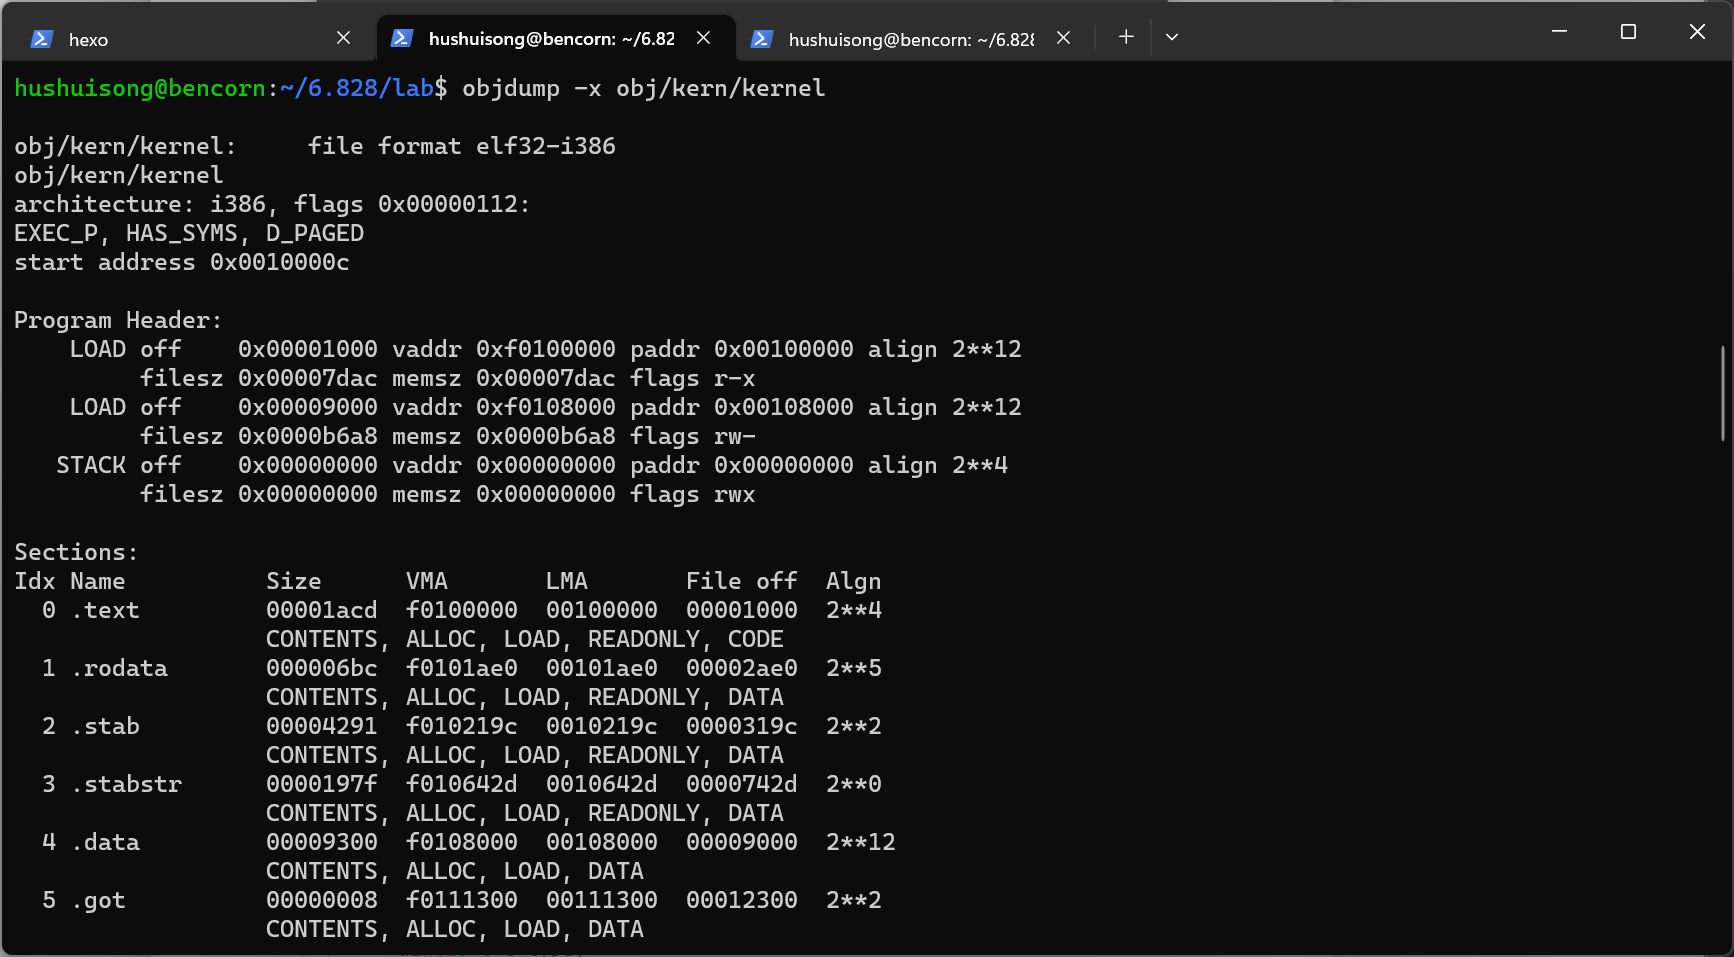 hexo
hushuisong@bencorn: ~/6.82
hushuisong@bencorn: ~/6.828
hushuisong@bencorn:~/6.828/lab$ objdump -x obj/kern/kernel
obj/kern/kernel:     file format elf32-i386
obj/kern/kernel
architecture: i386, flags 0x00000112:
EXEC_P, HAS_SYMS, D_PAGED
start address 0x0010000c
Program Header:
    LOAD off    0x00001000 vaddr 0xf0100000 paddr 0x00100000 align 2**12
         filesz 0x00007dac memsz 0x00007dac flags r-x
    LOAD off    0x00009000 vaddr 0xf0108000 paddr 0x00108000 align 2**12
         filesz 0x0000b6a8 memsz 0x0000b6a8 flags rw-
   STACK off    0x00000000 vaddr 0x00000000 paddr 0x00000000 align 2**4
         filesz 0x00000000 memsz 0x00000000 flags rwx
Sections:
Idx Name          Size      VMA       LMA       File off  Algn
  0 .text         00001acd  f0100000  00100000  00001000  2**4
                  CONTENTS, ALLOC, LOAD, READONLY, CODE
  1 .rodata       000006bc  f0101ae0  00101ae0  00002ae0  2**5
                  CONTENTS, ALLOC, LOAD, READONLY, DATA
  2 .stab         00004291  f010219c  0010219c  0000319c  2**2
                  CONTENTS, ALLOC, LOAD, READONLY, DATA
  3 .stabstr      0000197f  f010642d  0010642d  0000742d  2**0
                  CONTENTS, ALLOC, LOAD, READONLY, DATA
  4 .data         00009300  f0108000  00108000  00009000  2**12
                  CONTENTS, ALLOC, LOAD, DATA
  5 .got          00000008  f0111300  00111300  00012300  2**2
                  CONTENTS, ALLOC, LOAD, DATA